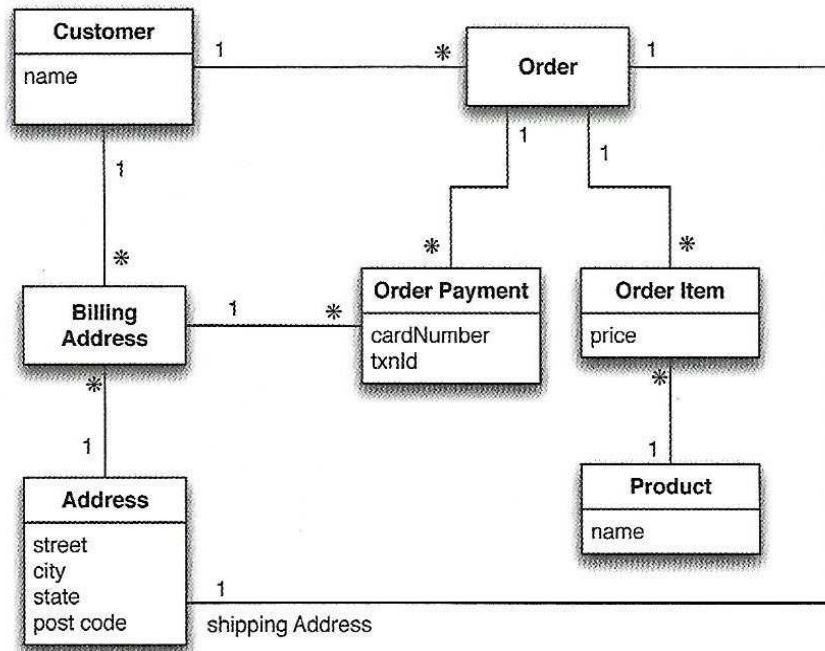 Customer
name
1
*
Order
1
1
1
1
*
*
*
Billing
Address
1
*
Order Payment
cardNumber
txnId
Order Item
price
*
*
1
1
Address
street
city
state
post code
Product
name
1
shipping Address